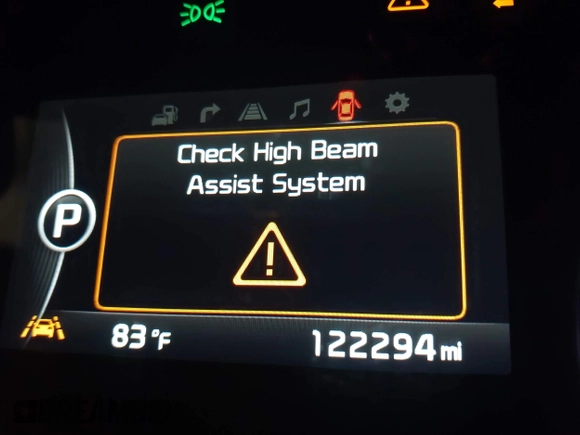 Check High Beam
Assist System
P
83°F
122294 mi